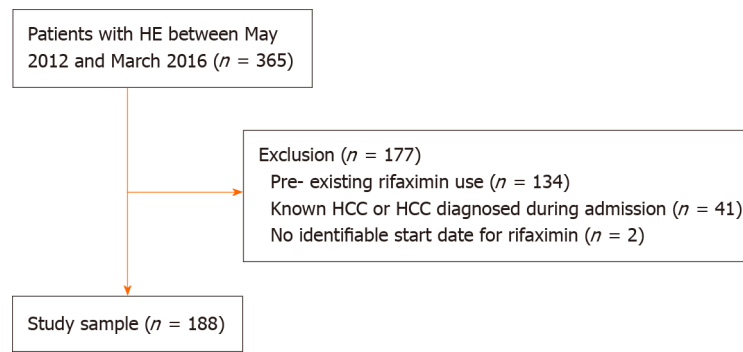 Patients with HE between May
2012 and March 2016 (n = 365)
Exclusion (n = 177)
Pre- existing rifaximin use (n = 134)
Known HCC or HCC diagnosed during admission (n = 41)
No identifiable start date for rifaximin (n = 2)
Study sample (n = 188)